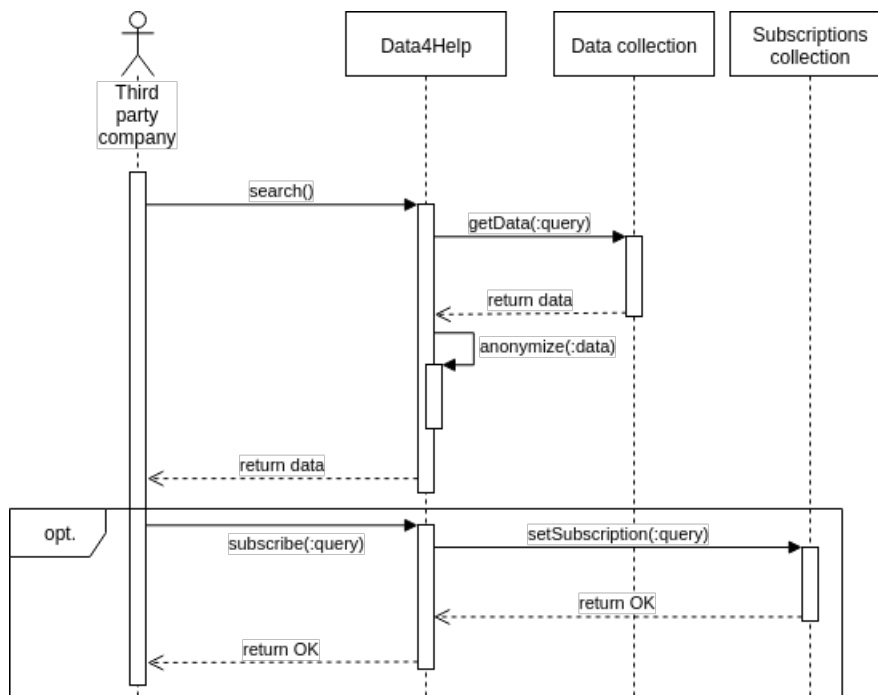 Third
party
company
Data4Help
Data collection
Subscriptions
collection
search()
getData(:query)
return data
anonymize(:data)
return data
opt.
subscribe(:query)
setSubscription(:query)
return OK
return OK